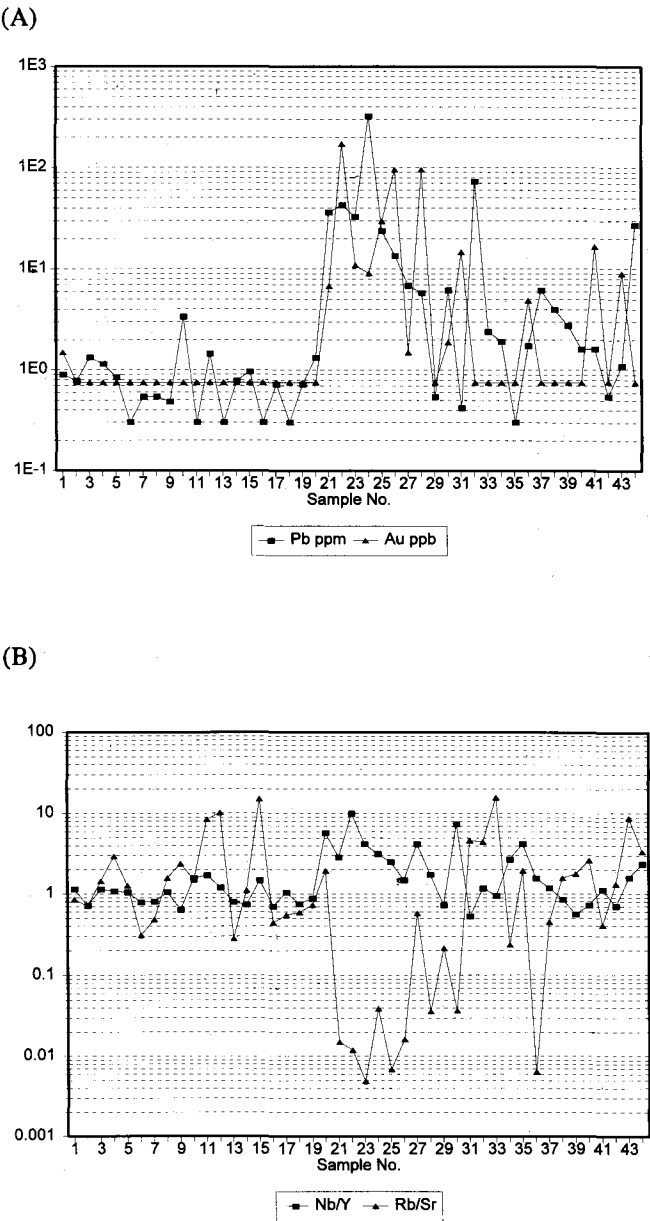 (A)
1E3
1E2
1E1
1E0
1E-1
1 3 5 7 9 11 13 15 17 19 21 23 25 27 29 31 33 35 37 39 41 43
Sample No.
Pb ppm Au ppb
(B)
100
10
1
0.1
0.01
0.001
1 3 5 7 9 11 13 15 17 19 21 23 25 27 29 31 33 35 37 39 41 43
Sample No.
Nb/Y Rb/Sr